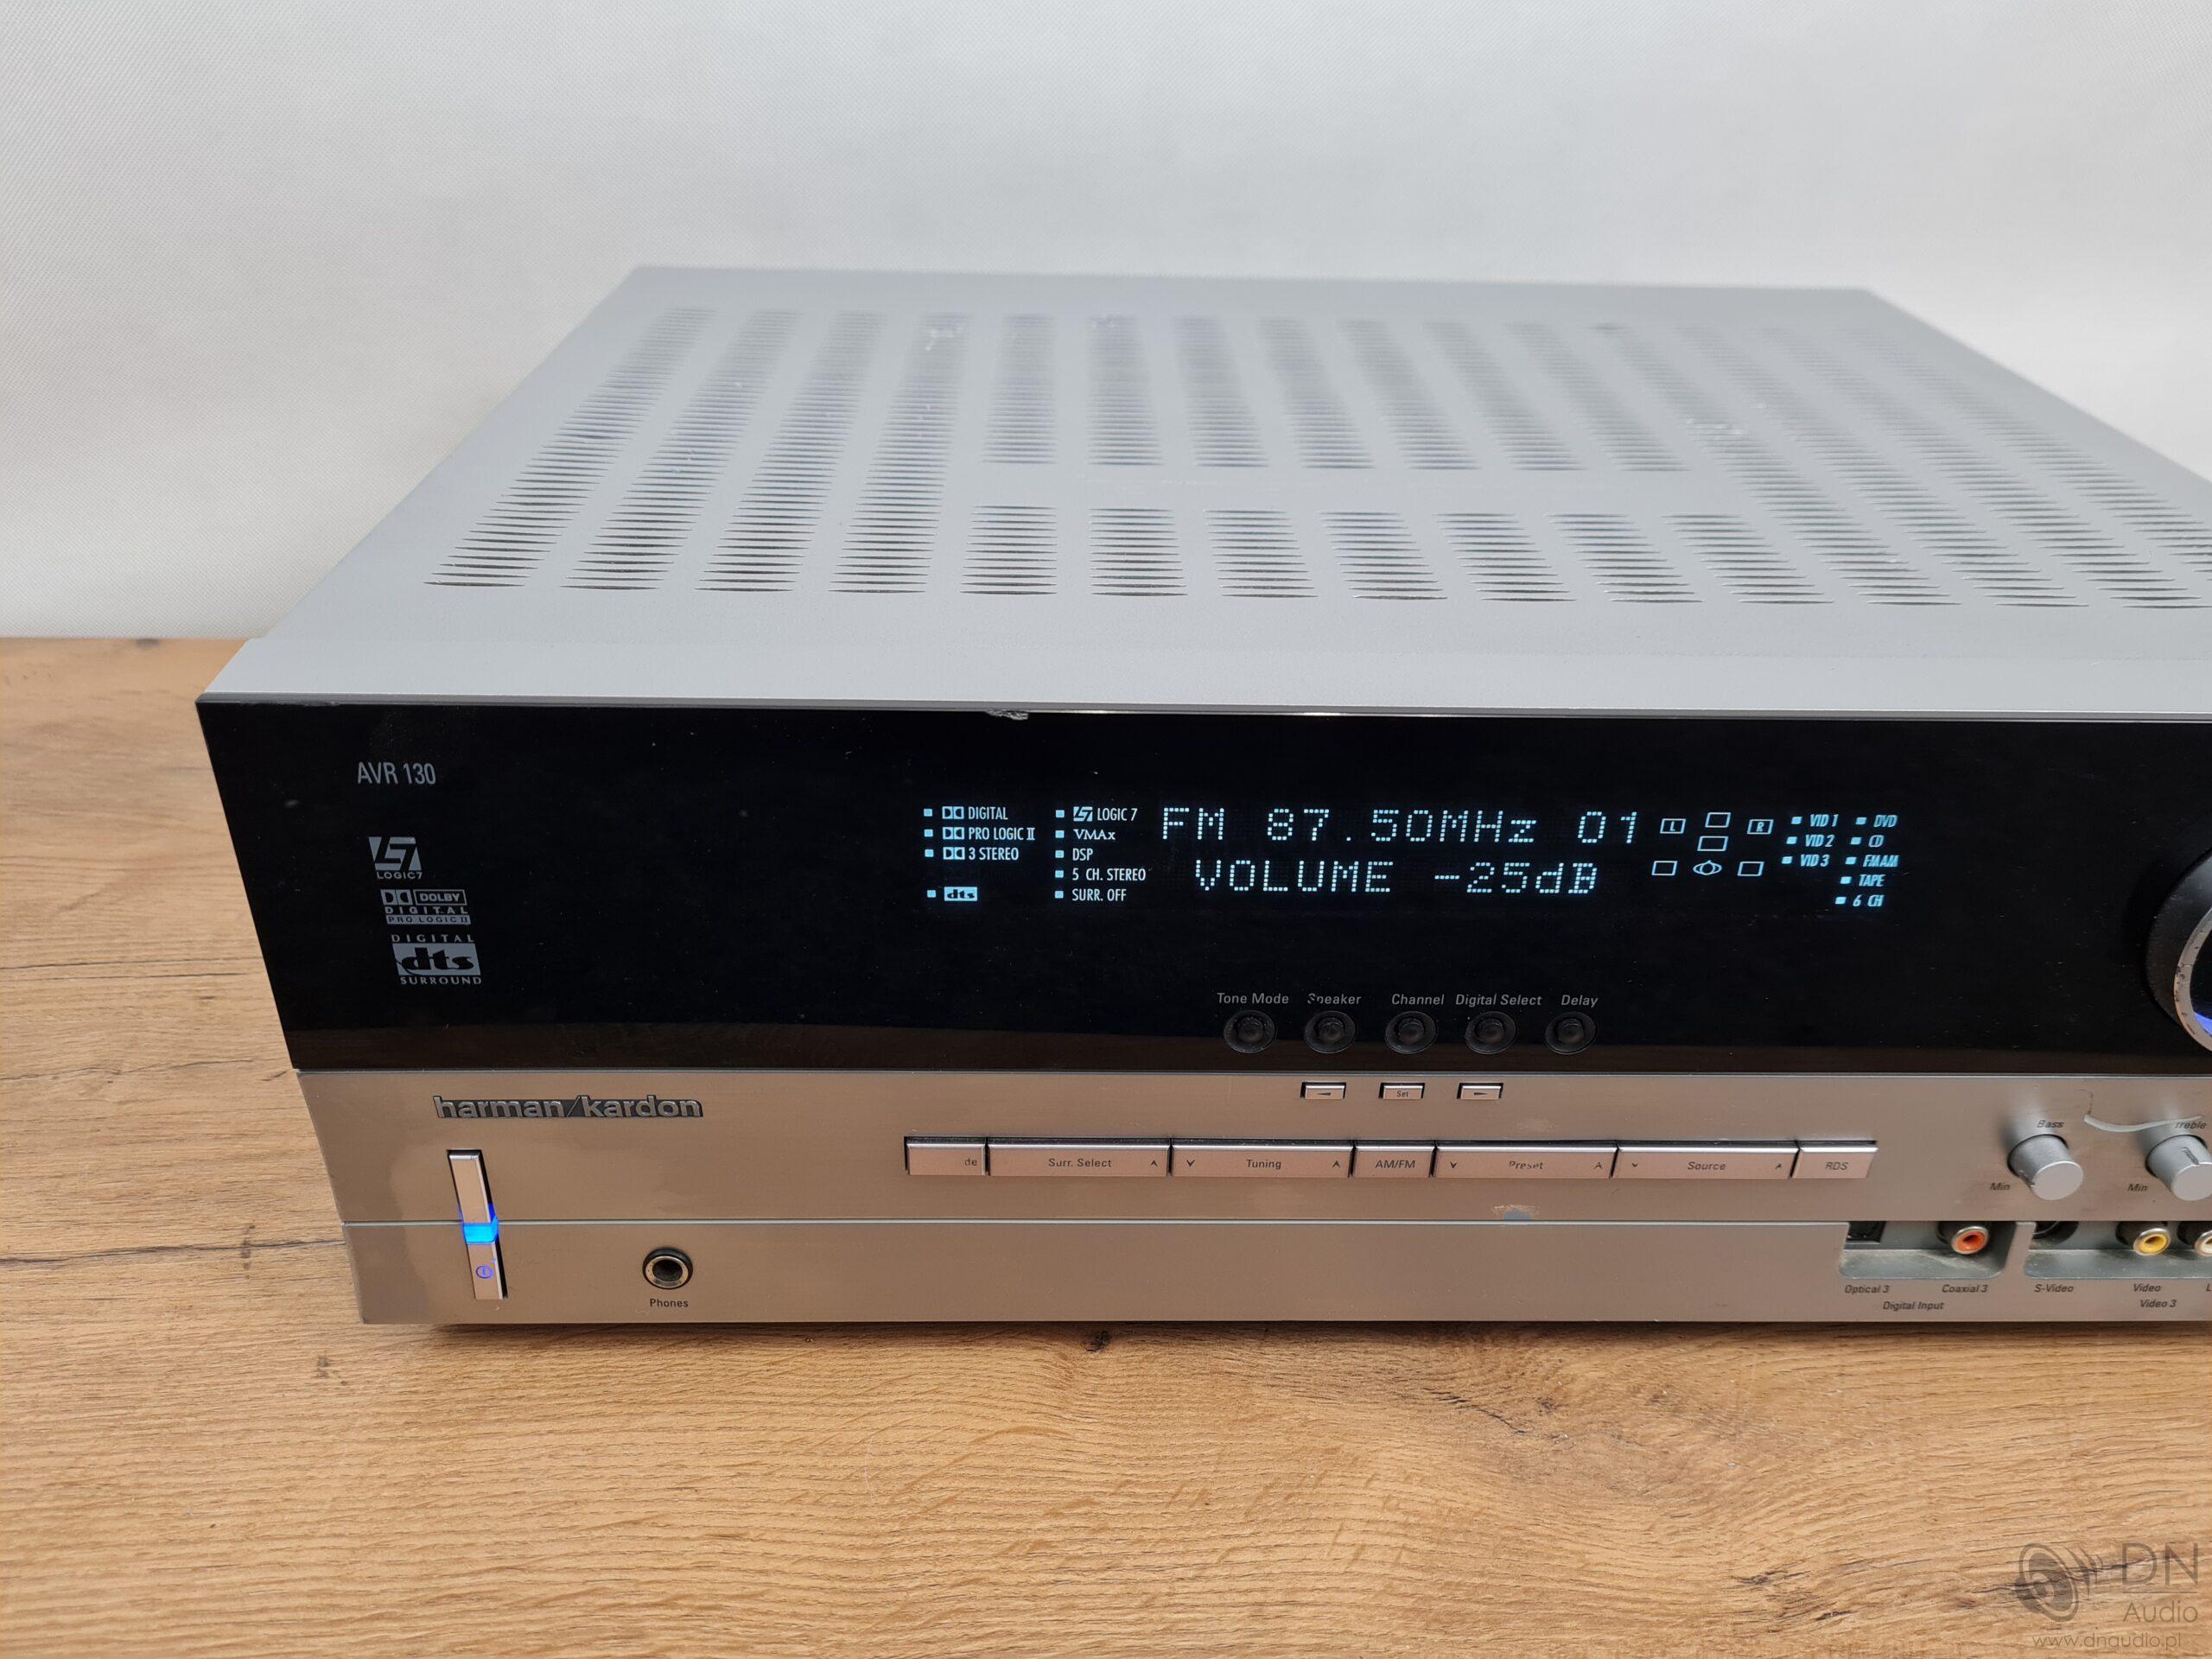 AVR 130
LOGIC7
DOLBY
DIGITAL
PRO LOGIC II
DIGITAL
dts
SURROUND
DIGITAL
PRO LOGIC II
3 STEREO
dts
LOGIC 7
VMAx
DSP
5 CH. STEREO
SURR. OFF
FM 87.50MHz 01
VOLUME -25dB
L R
VID 1 DVD
VID 2 CD
VID 3 FM AM
TAPE
6 CH
Tone Mode Speaker Channel Digital Select Delay
harman/kardon
Set
de Surr. Select Tuning AM/FM Preset Source RDS
Bass Treble
Min Min
Phones
Optical 3 Coaxial 3 S-Video Video L
Digital Input Video 3
DN
Audio
www.dnaudio.pl